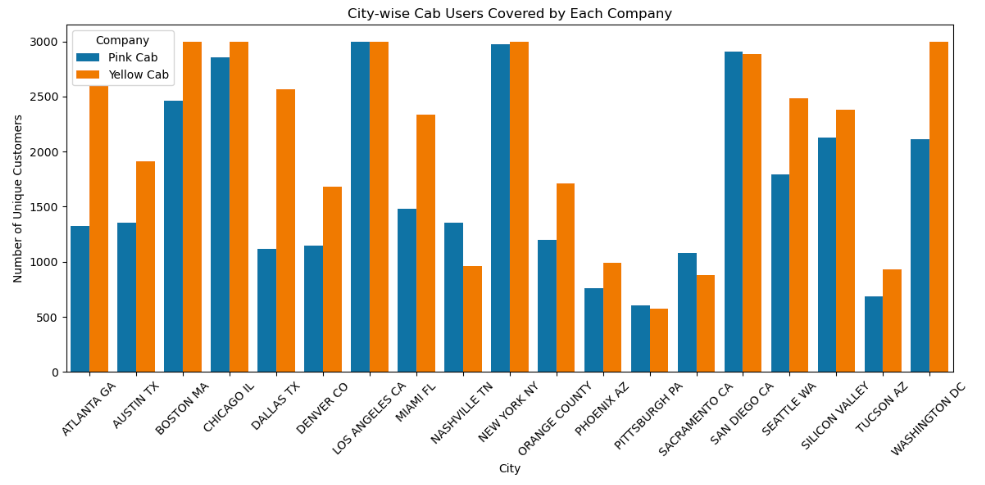 City-wise Cab Users Covered by Each Company
Company
Pink Cab
Yellow Cab
Number of Unique Customers
3000
2500
2000
1500
1000
500
0
ATLANTA GA
AUSTIN TX
BOSTON MA
CHICAGO IL
DALLAS TX
DENVER CO
LOS ANGELES CA
MIAMI FL
NASHVILLE TN
NEW YORK NY
ORANGE COUNTY
PHOENIX AZ
PITTSBURGH PA
SACRAMENTO CA
SAN DIEGO CA
SEATTLE WA
SILICON VALLEY
TUCSON AZ
WASHINGTON DC
City